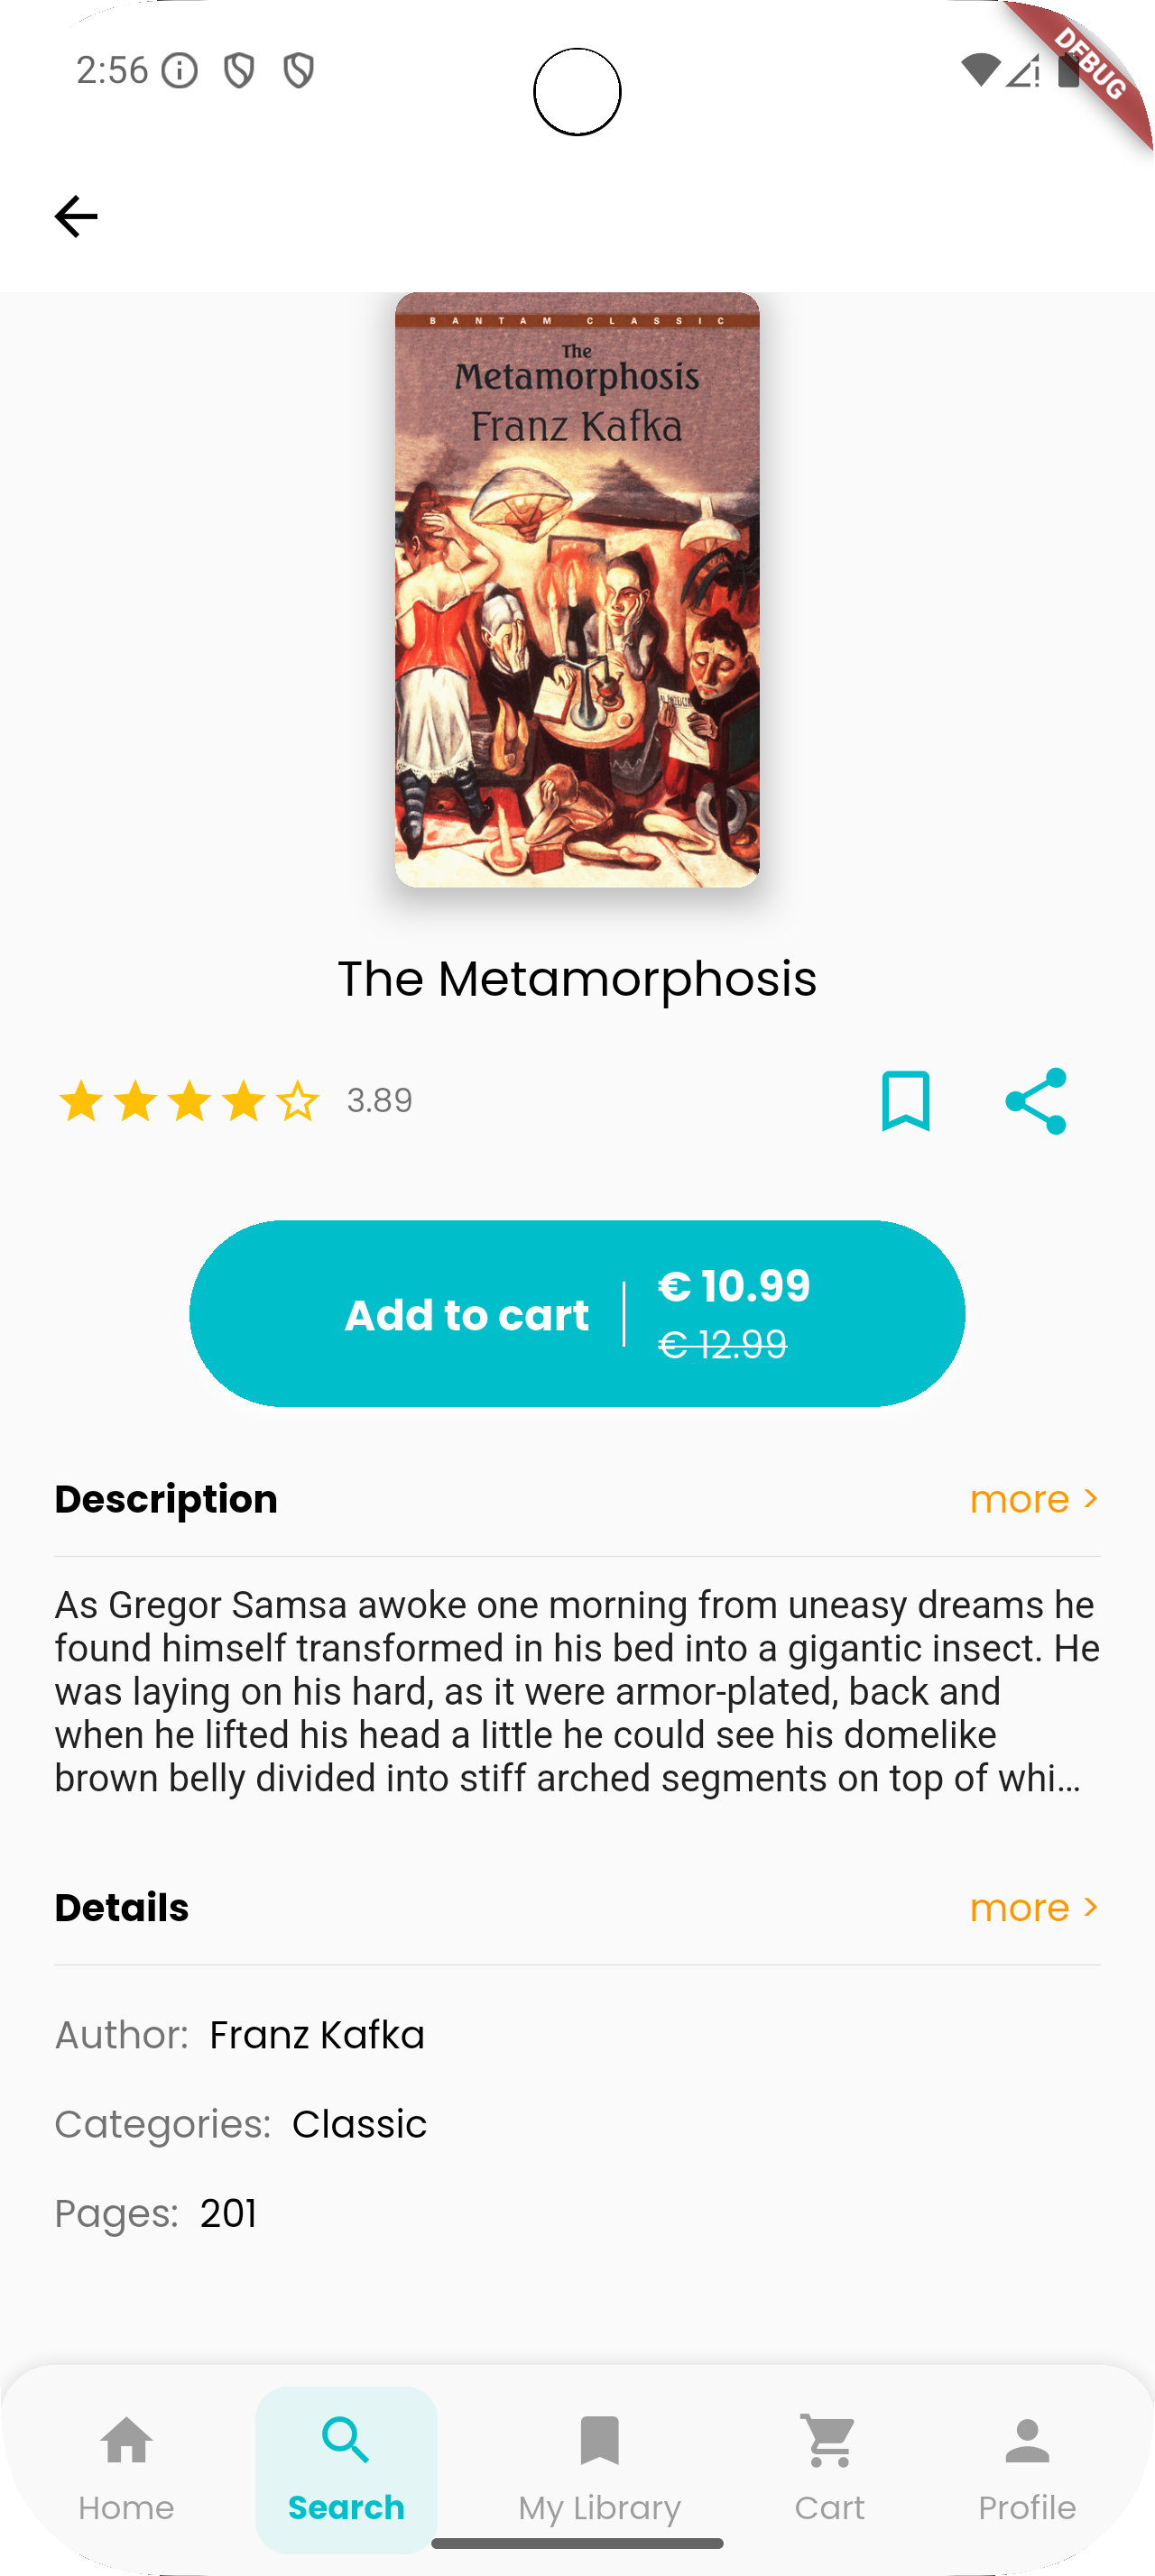 2:56
DEBUG
BANTAM CLASSIC
The
Metamorphosis
Franz Kafka
The Metamorphosis
3.89
Add to cart
€ 10.99
€ 12.99
Description
more >
As Gregor Samsa awoke one morning from uneasy dreams he
found himself transformed in his bed into a gigantic insect. He
was laying on his hard, as it were armor-plated, back and
when he lifted his head a little he could see his domelike
brown belly divided into stiff arched segments on top of whi...
Details
more >
Author: Franz Kafka
Categories: Classic
Pages: 201
Home
Search
My Library
Cart
Profile